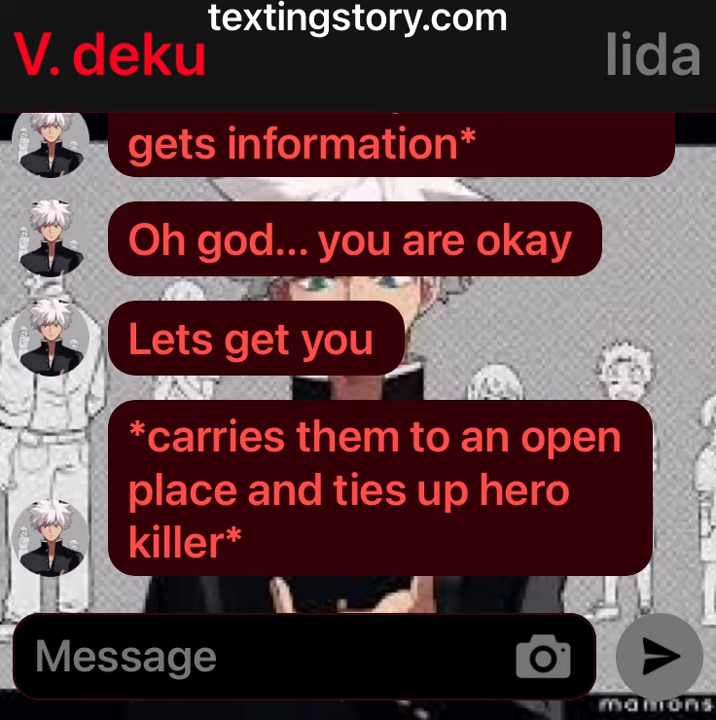 textingstory.com
V. deku
Iida
gets information*
Oh god... you are okay
Lets get you
*carries them to an open
place and ties up hero
killer*
Message
mamons